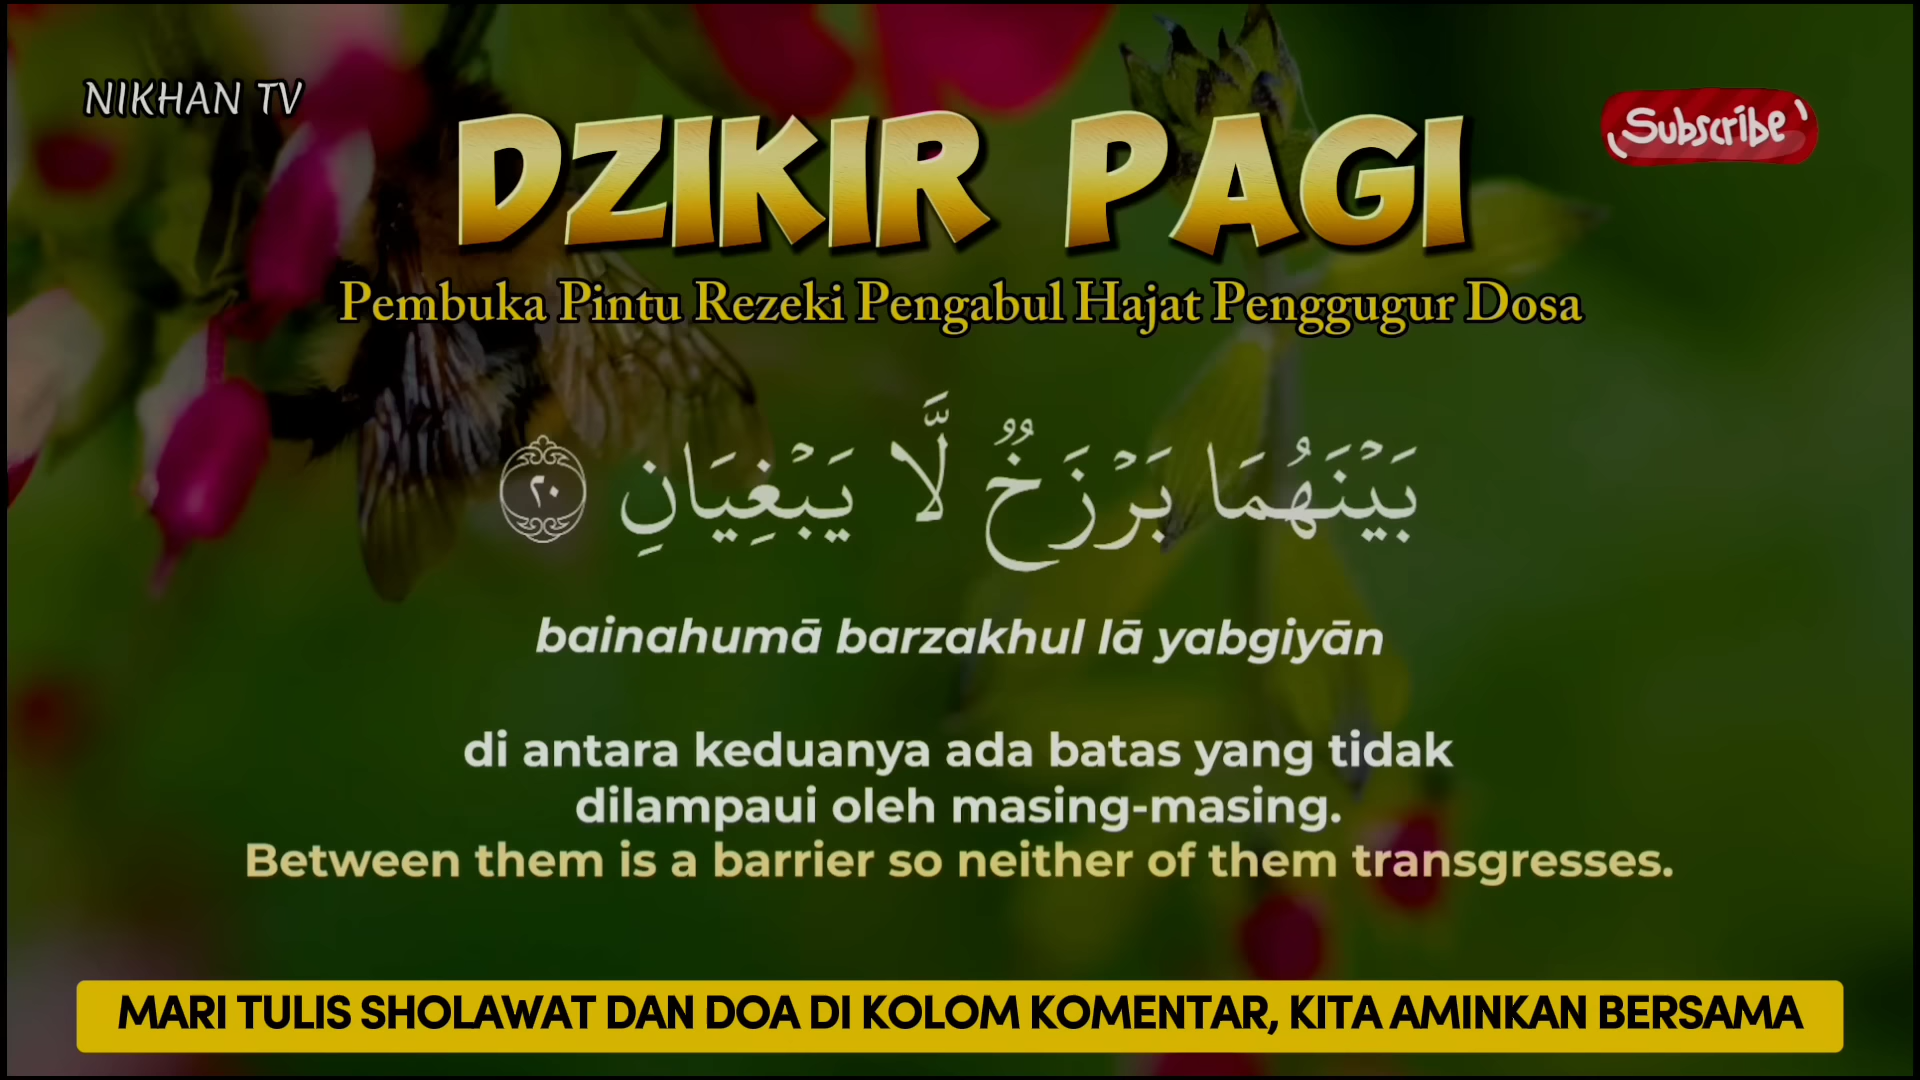 NIKHAN TV
Subscribe
DZIKIR PAGI
Pembuka Pintu Rezeki Pengabul Hajat Penggugur Dosa
بَيْنَهُمَا بَرْزَخٌ لَّا يَبْغِيَانِ ٢٠
bainahumā barzakhul lā yabgiyān
di antara keduanya ada batas yang tidak
dilampaui oleh masing-masing.
Between them is a barrier so neither of them transgresses.
MARI TULIS SHOLAWAT DAN DOA DI KOLOM KOMENTAR, KITA AMINKAN BERSAMA